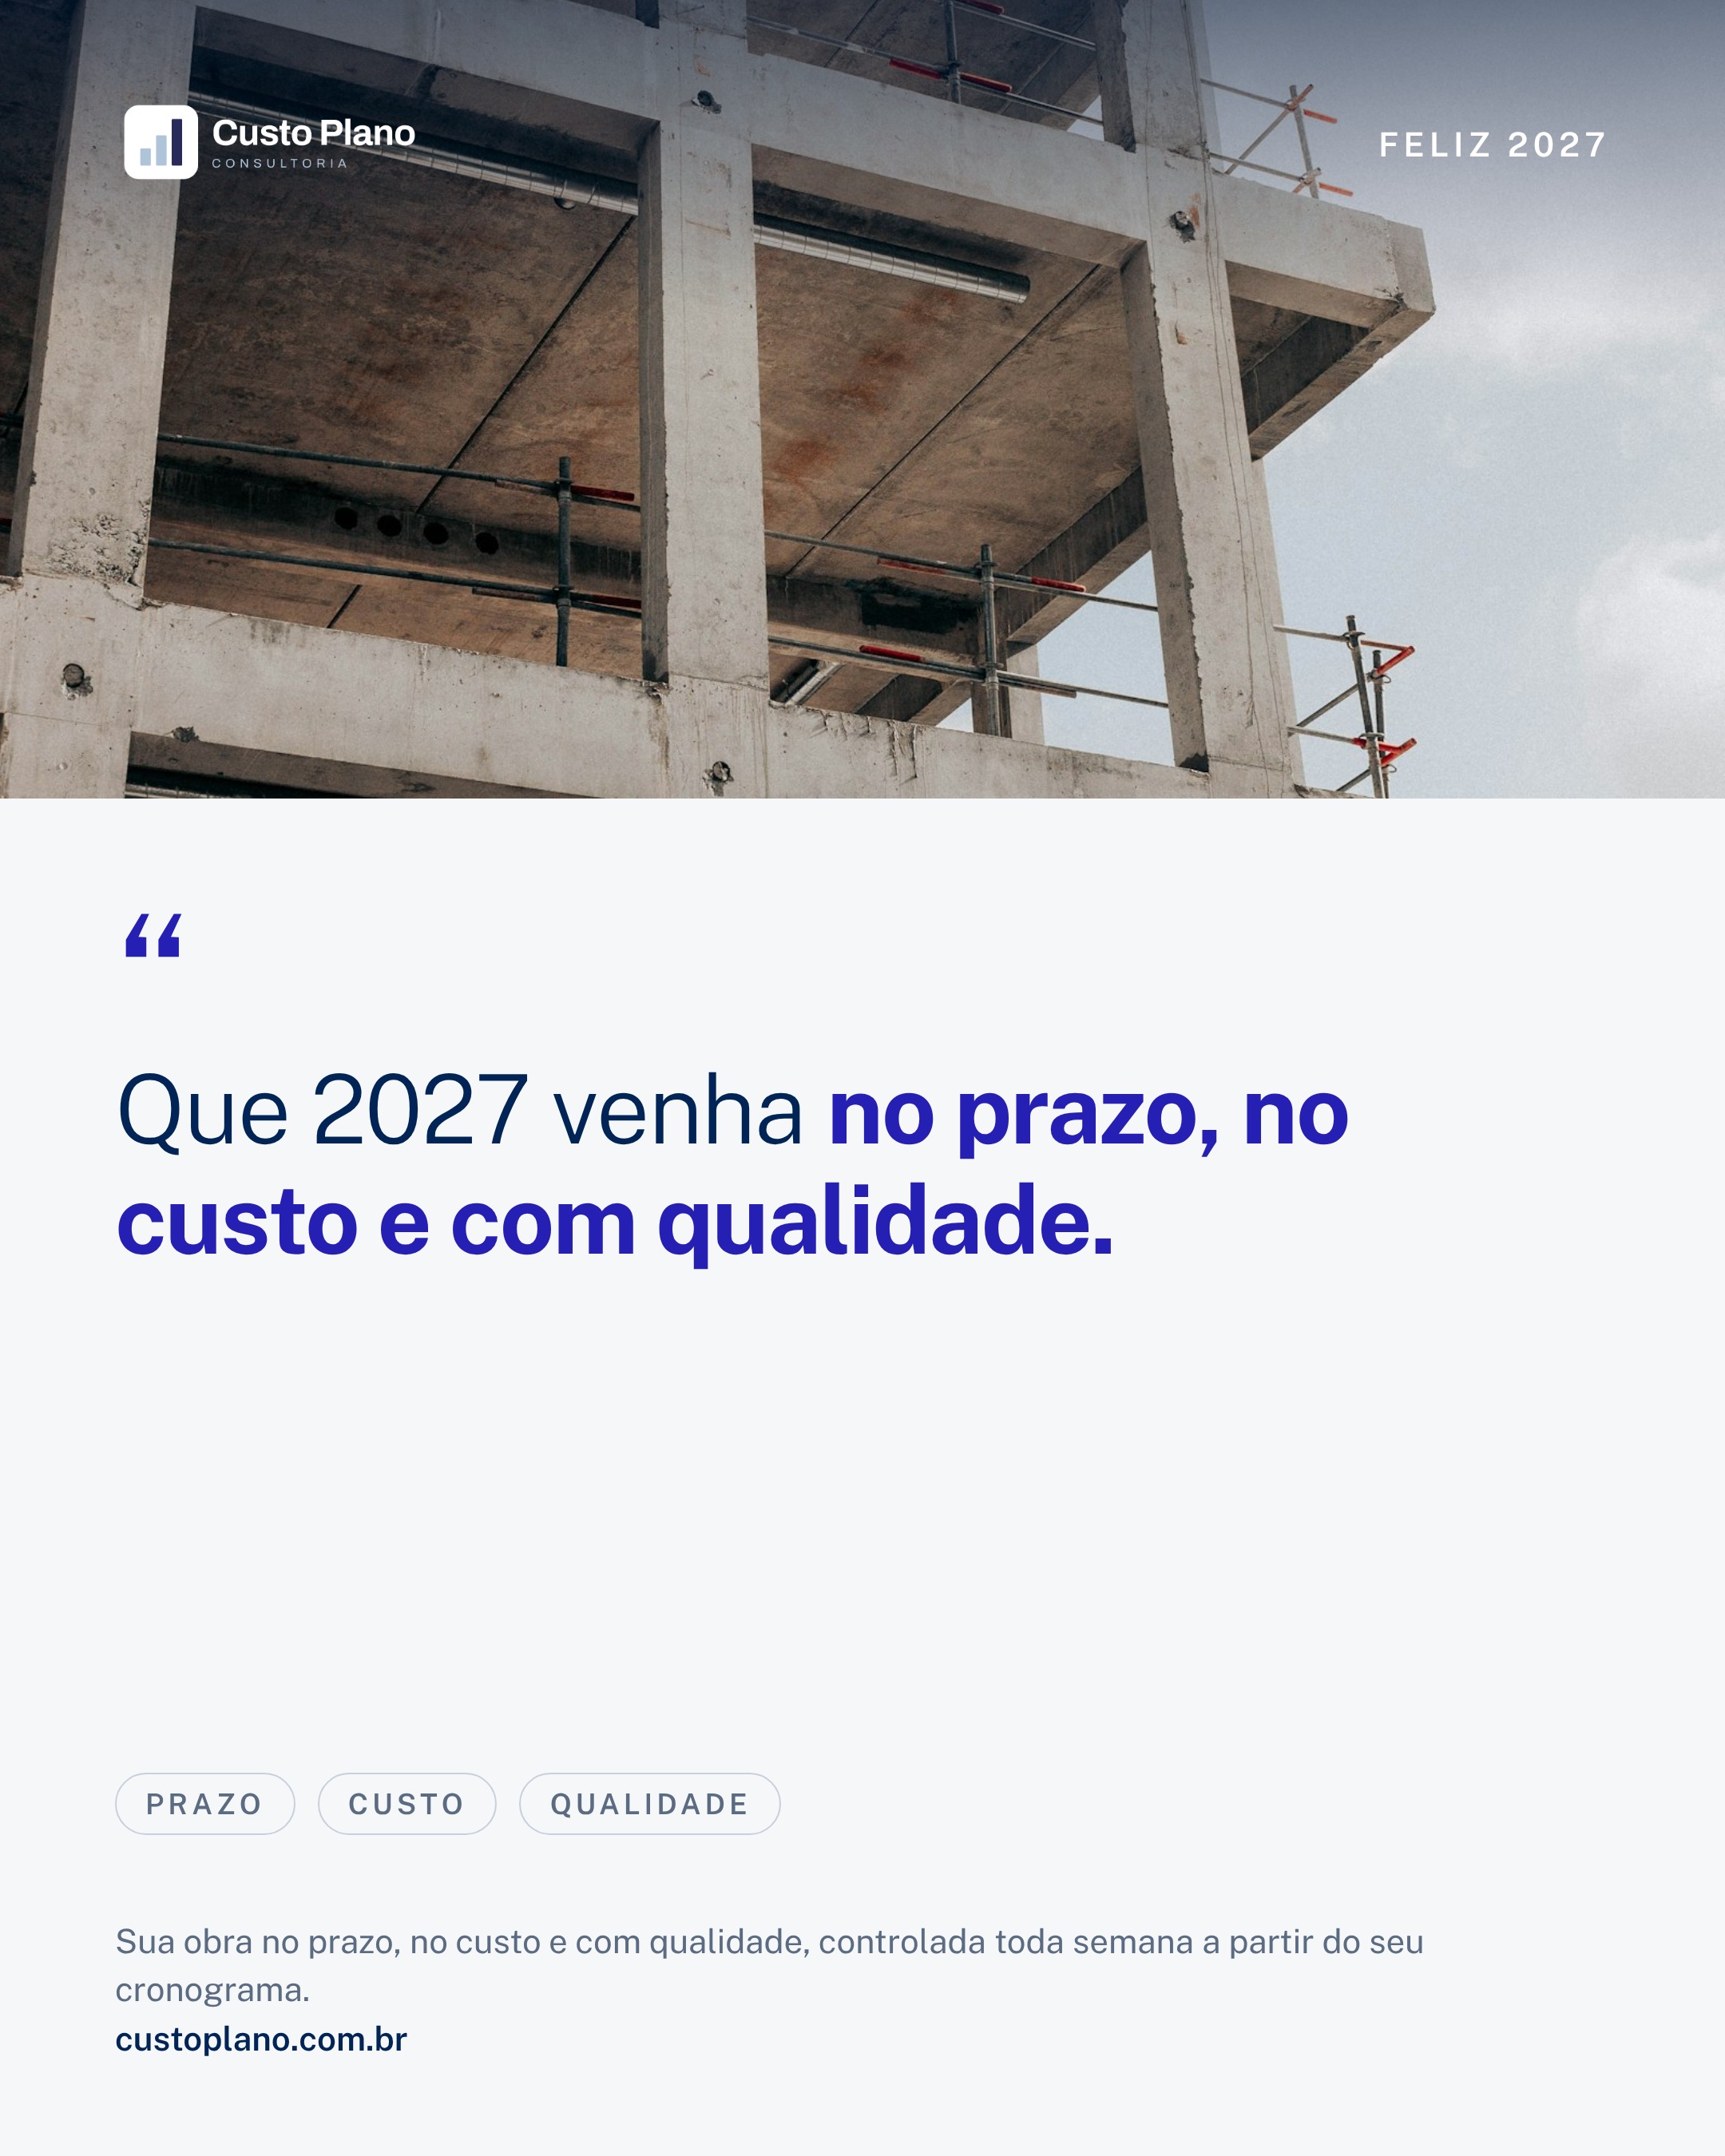 Custo Plano
CONSULTORIA
FELIZ 2027
“
Que 2027 venha no prazo, no
custo e com qualidade.
PRAZO
CUSTO
QUALIDADE
Sua obra no prazo, no custo e com qualidade, controlada toda semana a partir do seu
cronograma.
custoplano.com.br